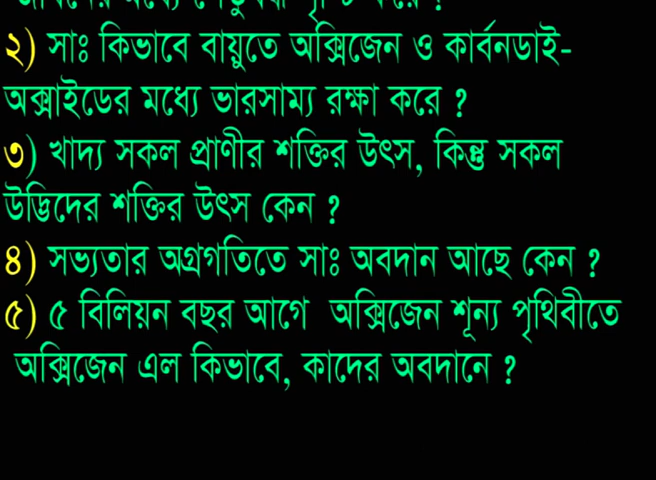 ২) সাঃ কিভাবে বায়ুতে অক্সিজেন ও কার্বনডাই-
অক্সাইডের মধ্যে ভারসাম্য রক্ষা করে ?
৩) খাদ্য সকল প্রাণীর শক্তির উৎস, কিন্তু সকল
উদ্ভিদের শক্তির উৎস কেন ?
৪) সভ্যতার অগ্রগতিতে সাঃ অবদান আছে কেন ?
৫) ৫ বিলিয়ন বছর আগে অক্সিজেন শূন্য পৃথিবীতে
অক্সিজেন এল কিভাবে, কাদের অবদানে ?